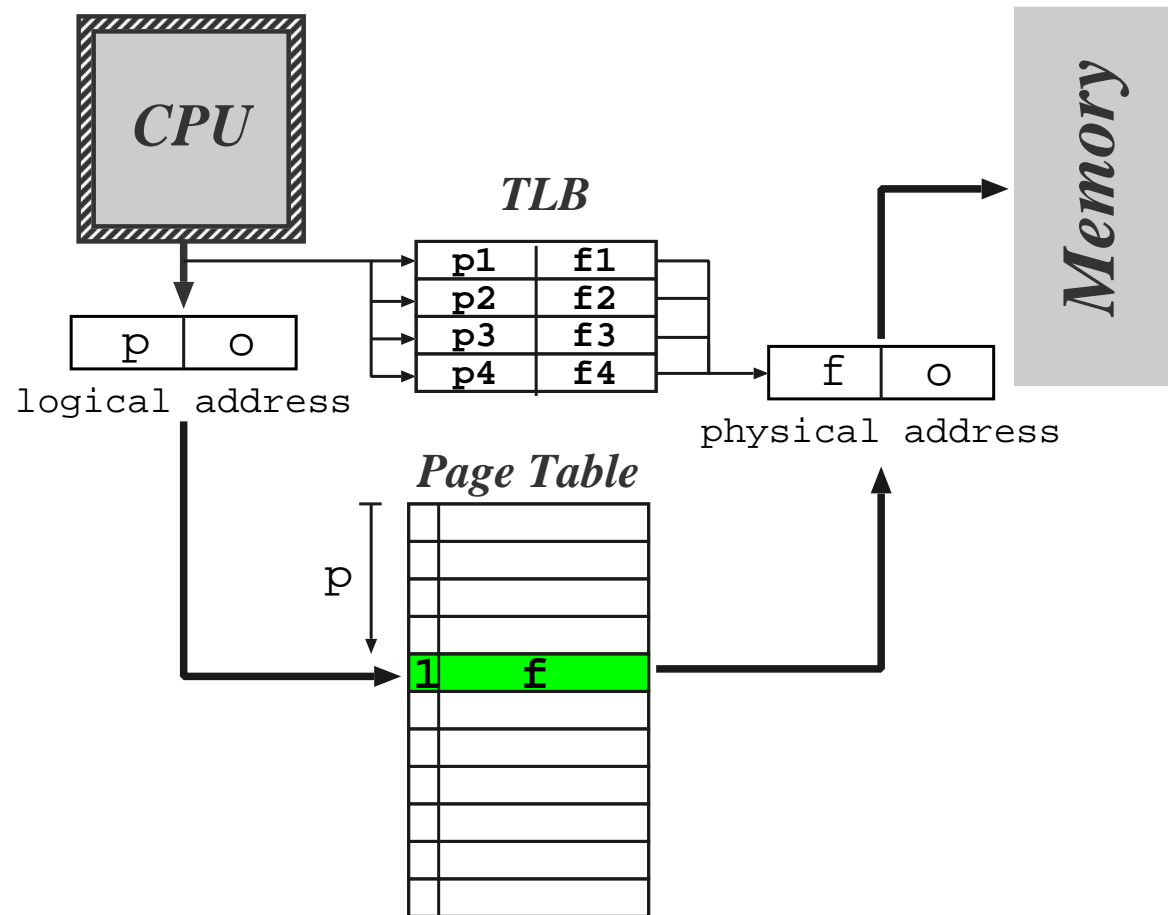 CPU
Memory
TLB
p1 f1
p2 f2
p3 f3
p4 f4
p o
logical address
f o
physical address
Page Table
p
1 f